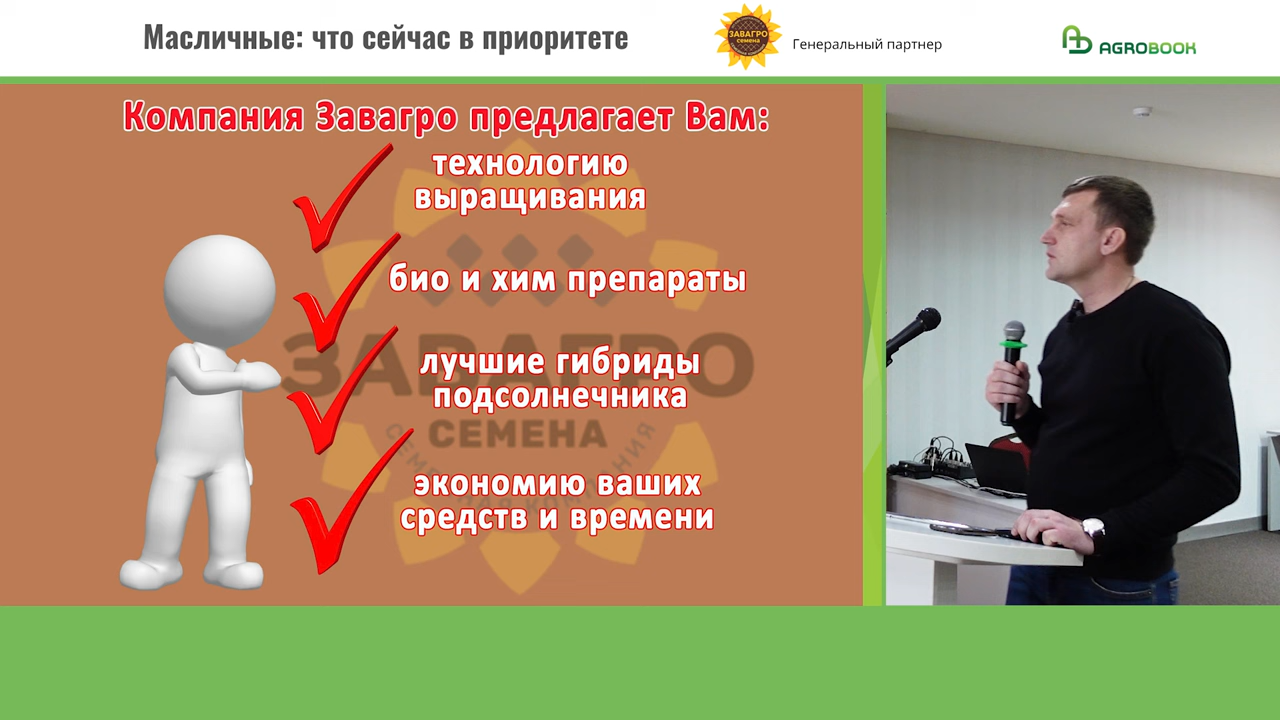 Масличные: что сейчас в приоритете
ЗАВАГРО
семена
Генеральный партнер
AGROBOOK
Компания Завагро предлагает Вам:
технологию
выращивания
био и хим препараты
лучшие гибриды
подсолнечника
экономию ваших
средств и времени
ЗАВАГРО
СЕМЕНА